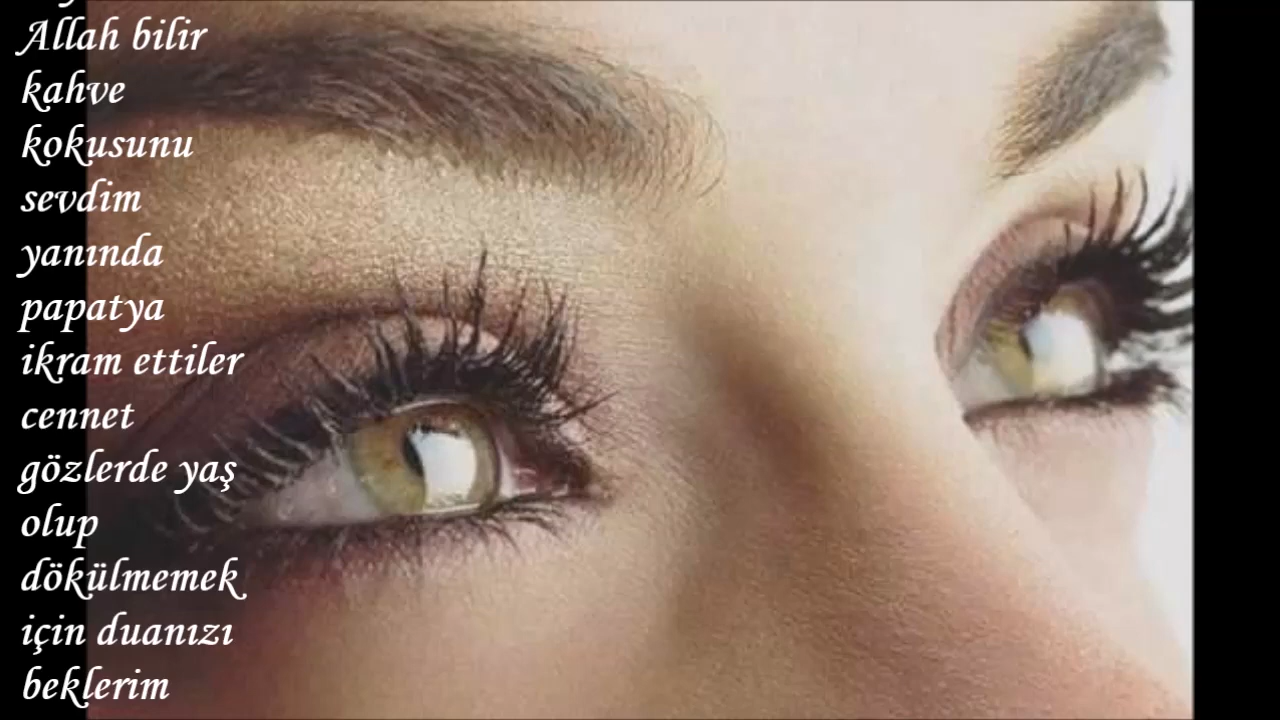 Allah bilir
kahve
kokusunu
sevdim
yanında
papatya
ikram ettiler
cennet
gözlerde yaş
olup
dökülmemek
için duanızı
beklerim